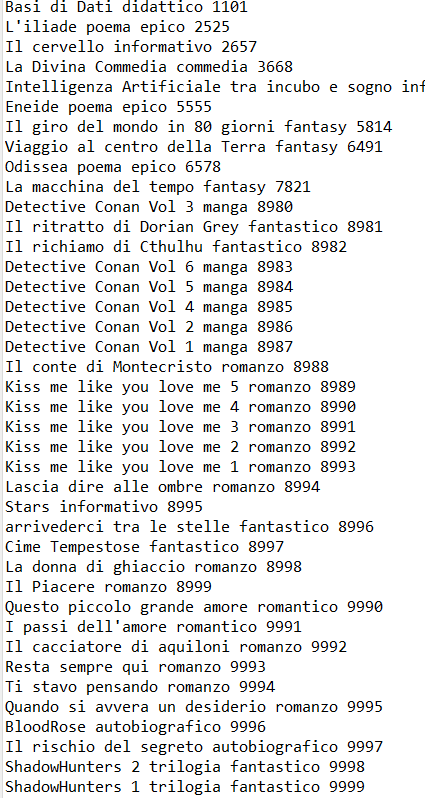 Basi di Dati didattico 1101
L'iliade poema epico 2525
Il cervello informativo 2657
La Divina Commedia commedia 3668
Intelligenza Artificiale tra incubo e sogno inf
Eneide poema epico 5555
Il giro del mondo in 80 giorni fantasy 5814
Viaggio al centro della Terra fantasy 6491
Odissea poema epico 6578
La macchina del tempo fantasy 7821
Detective Conan Vol 3 manga 8980
Il ritratto di Dorian Grey fantastico 8981
Il richiamo di Cthulhu fantastico 8982
Detective Conan Vol 6 manga 8983
Detective Conan Vol 5 manga 8984
Detective Conan Vol 4 manga 8985
Detective Conan Vol 2 manga 8986
Detective Conan Vol 1 manga 8987
Il conte di Montecristo romanzo 8988
Kiss me like you love me 5 romanzo 8989
Kiss me like you love me 4 romanzo 8990
Kiss me like you love me 3 romanzo 8991
Kiss me like you love me 2 romanzo 8992
Kiss me like you love me 1 romanzo 8993
Lascia dire alle ombre romanzo 8994
Stars informativo 8995
arrivederci tra le stelle fantastico 8996
Cime Tempestose fantastico 8997
La donna di ghiaccio romanzo 8998
Il Piacere romanzo 8999
Questo piccolo grande amore romantico 9990
I passi dell'amore romantico 9991
Il cacciatore di aquiloni romanzo 9992
Resta sempre qui romanzo 9993
Ti stavo pensando romanzo 9994
Quando si avvera un desiderio romanzo 9995
BloodRose autobiografico 9996
Il rischio del segreto autobiografico 9997
ShadowHunters 2 trilogia fantastico 9998
ShadowHunters 1 trilogia fantastico 9999